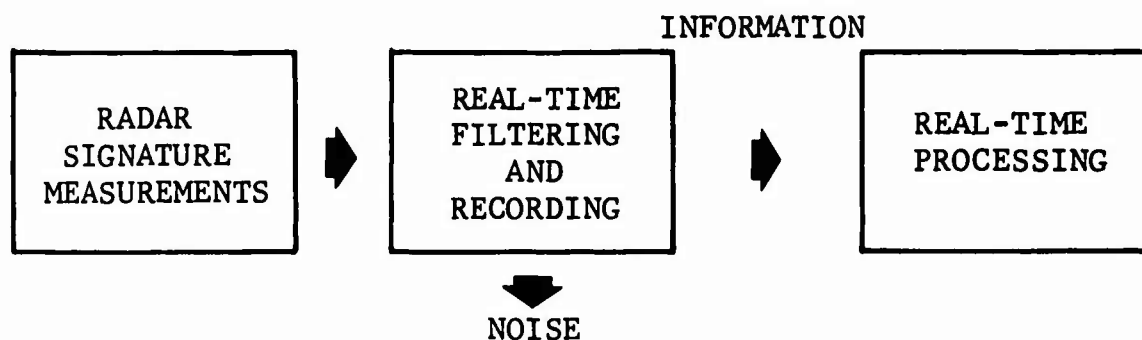 INFORMATION
RADAR
SIGNATURE
MEASUREMENTS
REAL-TIME
FILTERING
AND
RECORDING
REAL-TIME
PROCESSING
NOISE